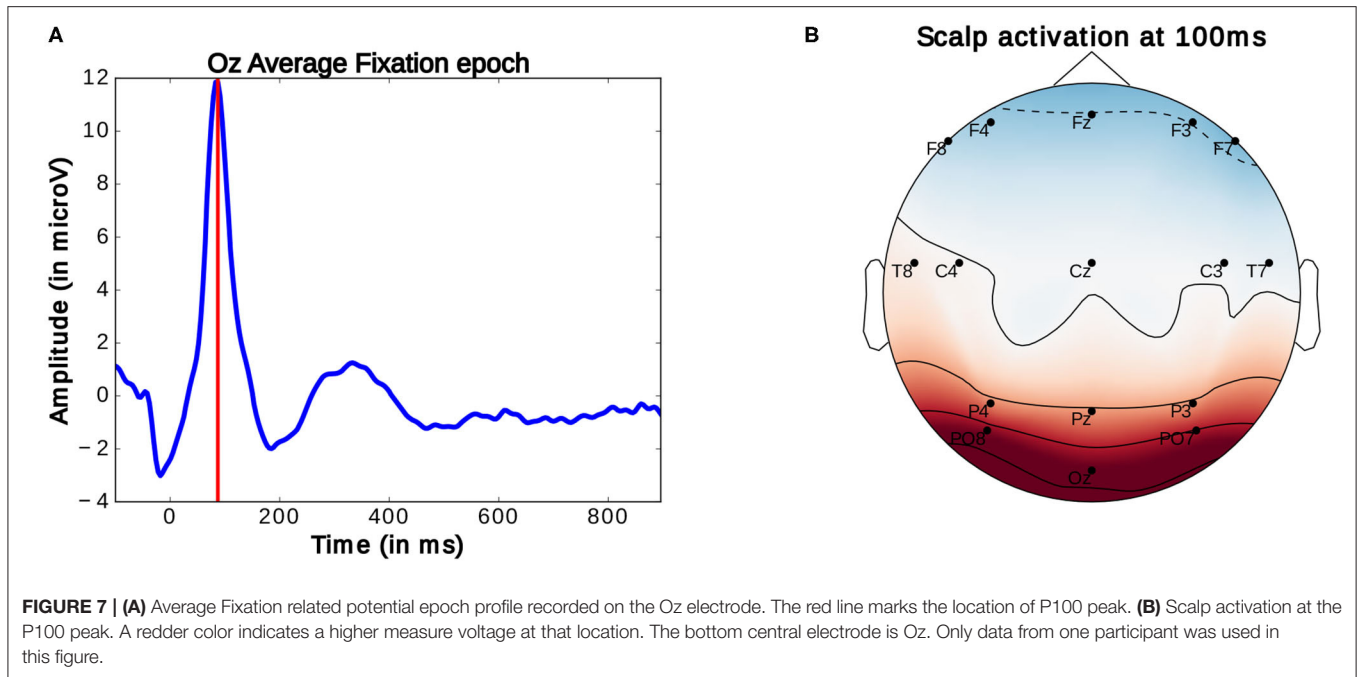 A
Oz Average Fixation epoch
12
10
8
6
4
2
0
−2
−4
Amplitude (in microV)
0 200 400 600 800
Time (in ms)
B
Scalp activation at 100ms
F4 Fz F3
F8 F7
T8 C4 Cz C3 T7
P4 Pz P3
PO8 PO7
Oz
FIGURE 7 | (A) Average Fixation related potential epoch profile recorded on the Oz electrode. The red line marks the location of P100 peak. (B) Scalp activation at the
P100 peak. A redder color indicates a higher measure voltage at that location. The bottom central electrode is Oz. Only data from one participant was used in
this figure.